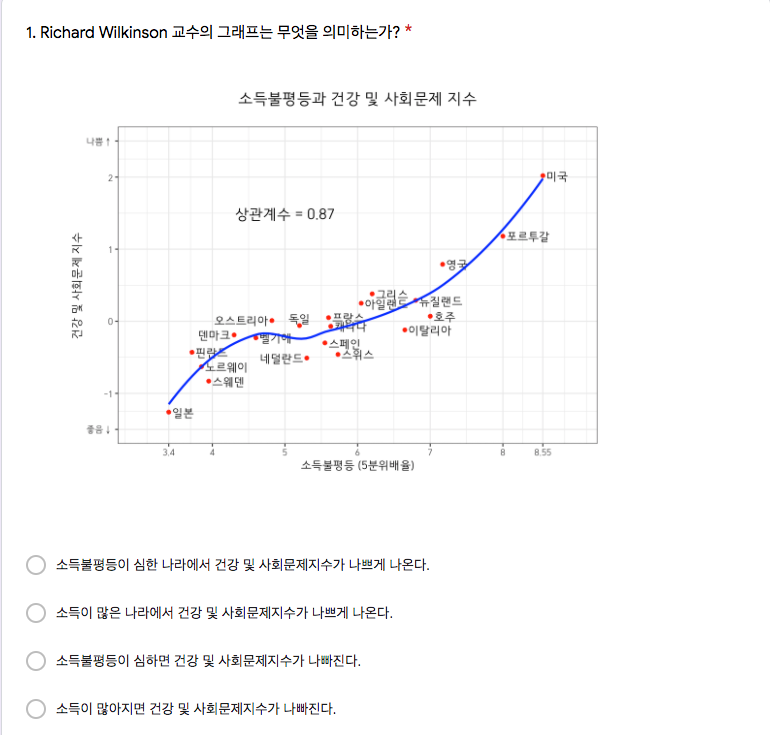 1. Richard Wilkinson 교수의 그래프는 무엇을 의미하는가? *
소득불평등과 건강 및 사회문제 지수
나쁨↑
2
미국
상관계수 = 0.87
포르투갈
1
영국
건강 및 사회문제 지수
그리스
아일랜드
뉴질랜드
0
오스트리아
독일
프랑스
호주
캐나다
이탈리아
덴마크
벨기에
스페인
핀란드
네덜란드
스위스
노르웨이
스웨덴
-1
일본
좋음↓
3.4 4 5 6 7 8 8.55
소득불평등 (5분위배율)
소득불평등이 심한 나라에서 건강 및 사회문제지수가 나쁘게 나온다.
소득이 많은 나라에서 건강 및 사회문제지수가 나쁘게 나온다.
소득불평등이 심하면 건강 및 사회문제지수가 나빠진다.
소득이 많아지면 건강 및 사회문제지수가 나빠진다.